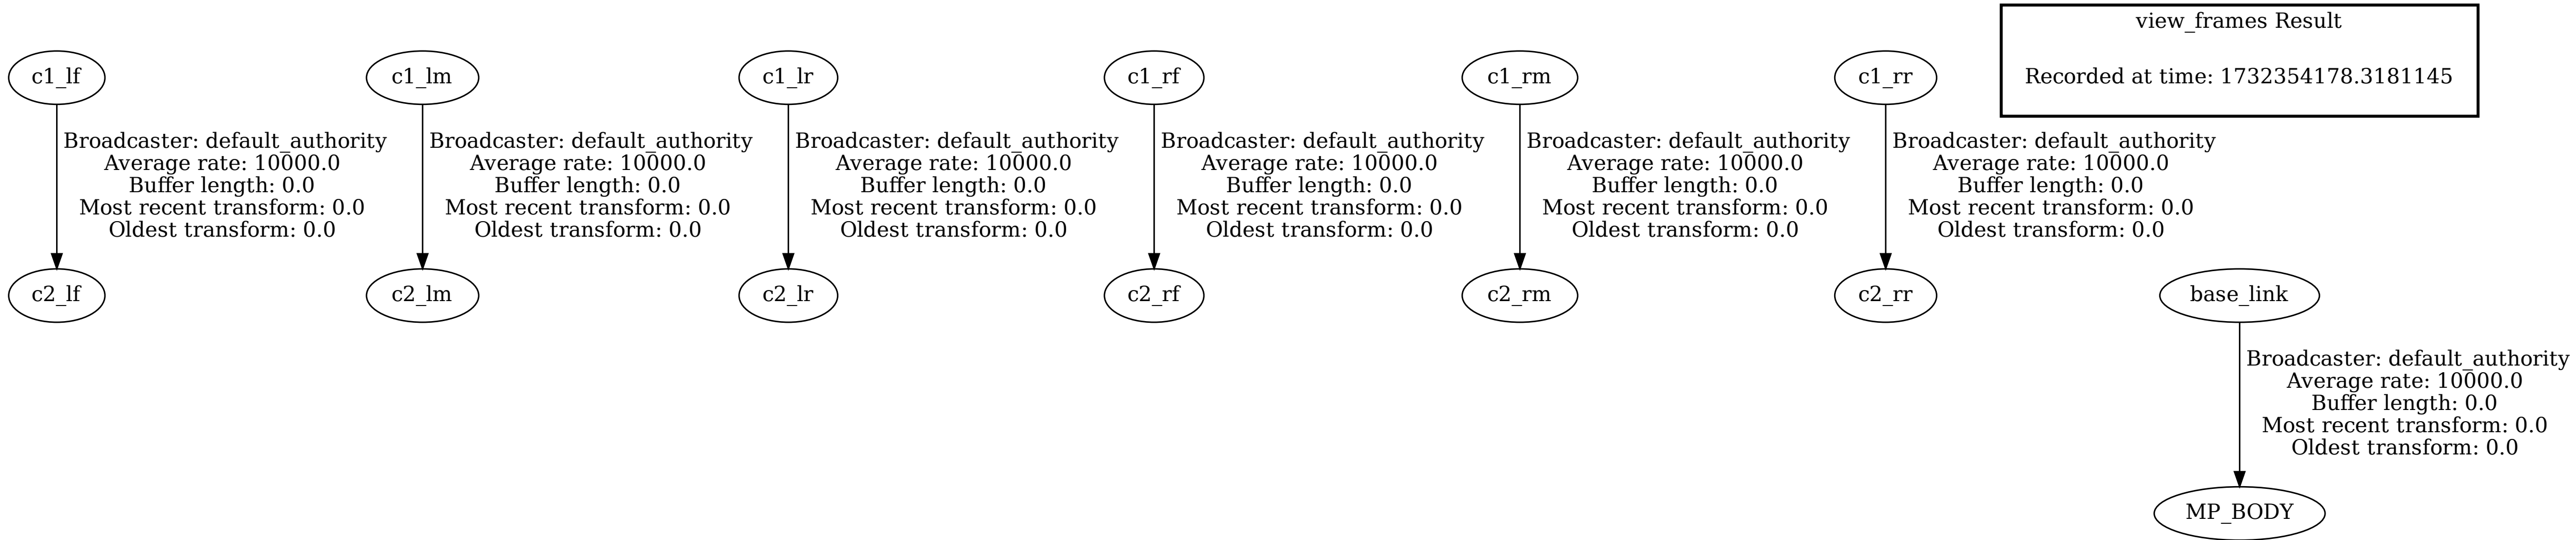 view_frames Result
Recorded at time: 1732354178.3181145
c1_lf
c1_lm
c1_lr
c1_rf
c1_rm
c1_rr
Broadcaster: default_authority
Average rate: 10000.0
Buffer length: 0.0
Most recent transform: 0.0
Oldest transform: 0.0
Broadcaster: default_authority
Average rate: 10000.0
Buffer length: 0.0
Most recent transform: 0.0
Oldest transform: 0.0
Broadcaster: default_authority
Average rate: 10000.0
Buffer length: 0.0
Most recent transform: 0.0
Oldest transform: 0.0
Broadcaster: default_authority
Average rate: 10000.0
Buffer length: 0.0
Most recent transform: 0.0
Oldest transform: 0.0
Broadcaster: default_authority
Average rate: 10000.0
Buffer length: 0.0
Most recent transform: 0.0
Oldest transform: 0.0
Broadcaster: default_authority
Average rate: 10000.0
Buffer length: 0.0
Most recent transform: 0.0
Oldest transform: 0.0
c2_lf
c2_lm
c2_lr
c2_rf
c2_rm
c2_rr
base_link
Broadcaster: default_authority
Average rate: 10000.0
Buffer length: 0.0
Most recent transform: 0.0
Oldest transform: 0.0
MP_BODY